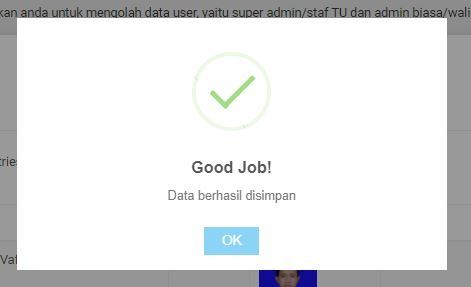 kan anda untuk mengolah data user, yaitu super admin/staf TU dan admin biasa/wali
Good Job!
tries
Data berhasil disimpan
OK
Vaf